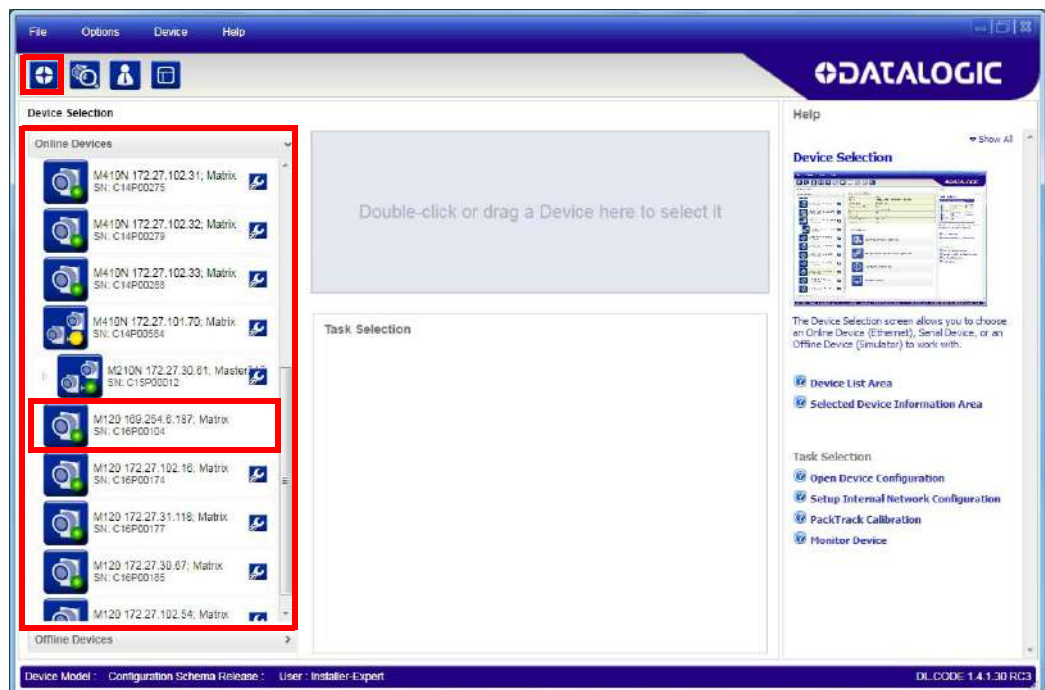 File Options Device Help
DATALOGIC
Device Selection
Online Devices
M410N 172.27.102.31; Matrix
SN: C14P00275
M410N 172.27.102.32; Matrix
SN: C14P00279
M410N 172.27.102.33; Matrix
SN: C14P00288
M410N 172.27.101.70; Matrix
SN: C14P00564
M210N 172.27.30.61; Master
SN: C15P00012
M120 169.254.6.187; Matrix
SN: C16P00104
M120 172.27.102.16; Matrix
SN: C16P00174
M120 172.27.31.118; Matrix
SN: C16P00177
M120 172.27.30.67; Matrix
SN: C16P00185
M120 172.27.102.54; Matrix
Offline Devices
Double-click or drag a Device here to select it
Task Selection
Help
Show All
Device Selection
The Device Selection screen allows you to choose
an Online Device (Ethernet), Serial Device, or an
Offline Device (Simulator) to work with.
Device List Area
Selected Device Information Area
Task Selection
Open Device Configuration
Setup Internal Network Configuration
PackTrack Calibration
Monitor Device
Device Model : Configuration Schema Release : User : Installer-Expert DL.CODE 1.4.1.30 RC3